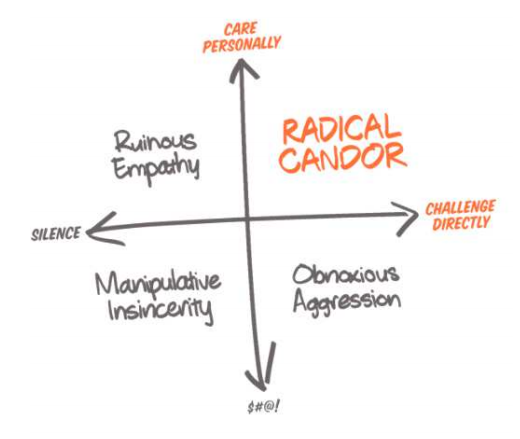 CARE
PERSONALLY
Ruinous
Empathy
RADICAL
CANDOR
SILENCE
CHALLENGE
DIRECTLY
Manipulative
Insincerity
Obnoxious
Aggression
$#@!